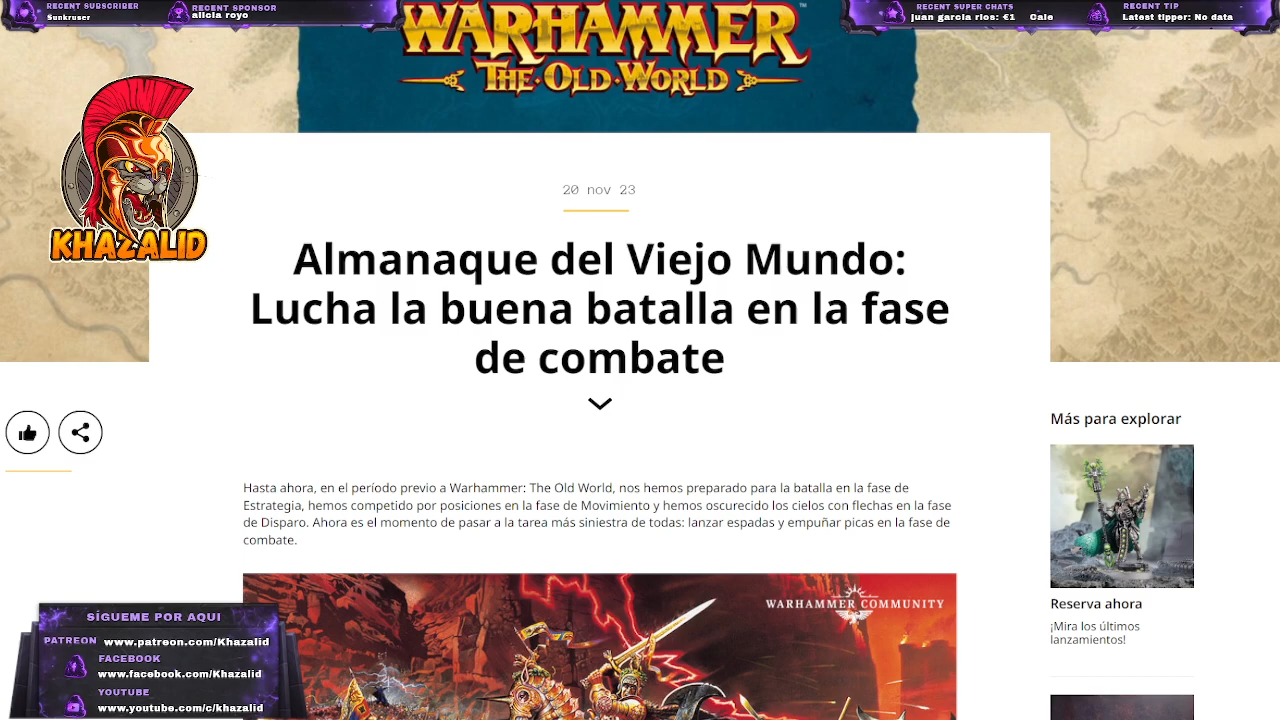 RECENT SUBSCRIBER
Sunkruser
RECENT SPONSOR
alicia royo
RECENT SUPER CHATS
juan garcia rios: €1 Cale
RECENT TIP
Latest tipper: No data
WARHAMMER
THE·OLD·WORLD
™
KHAZALID
20 nov 23
Almanaque del Viejo Mundo:
Lucha la buena batalla en la fase
de combate
Más para explorar
Hasta ahora, en el período previo a Warhammer: The Old World, nos hemos preparado para la batalla en la fase de
Estrategia, hemos competido por posiciones en la fase de Movimiento y hemos oscurecido los cielos con flechas en la fase
de Disparo. Ahora es el momento de pasar a la tarea más siniestra de todas: lanzar espadas y empuñar picas en la fase de
combate.
WARHAMMER COMMUNITY
Reserva ahora
¡Mira los últimos
lanzamientos!
SÍGUEME POR AQUI
PATREON www.patreon.com/Khazalid
FACEBOOK
www.facebook.com/Khazalid
YOUTUBE
www.youtube.com/c/khazalid